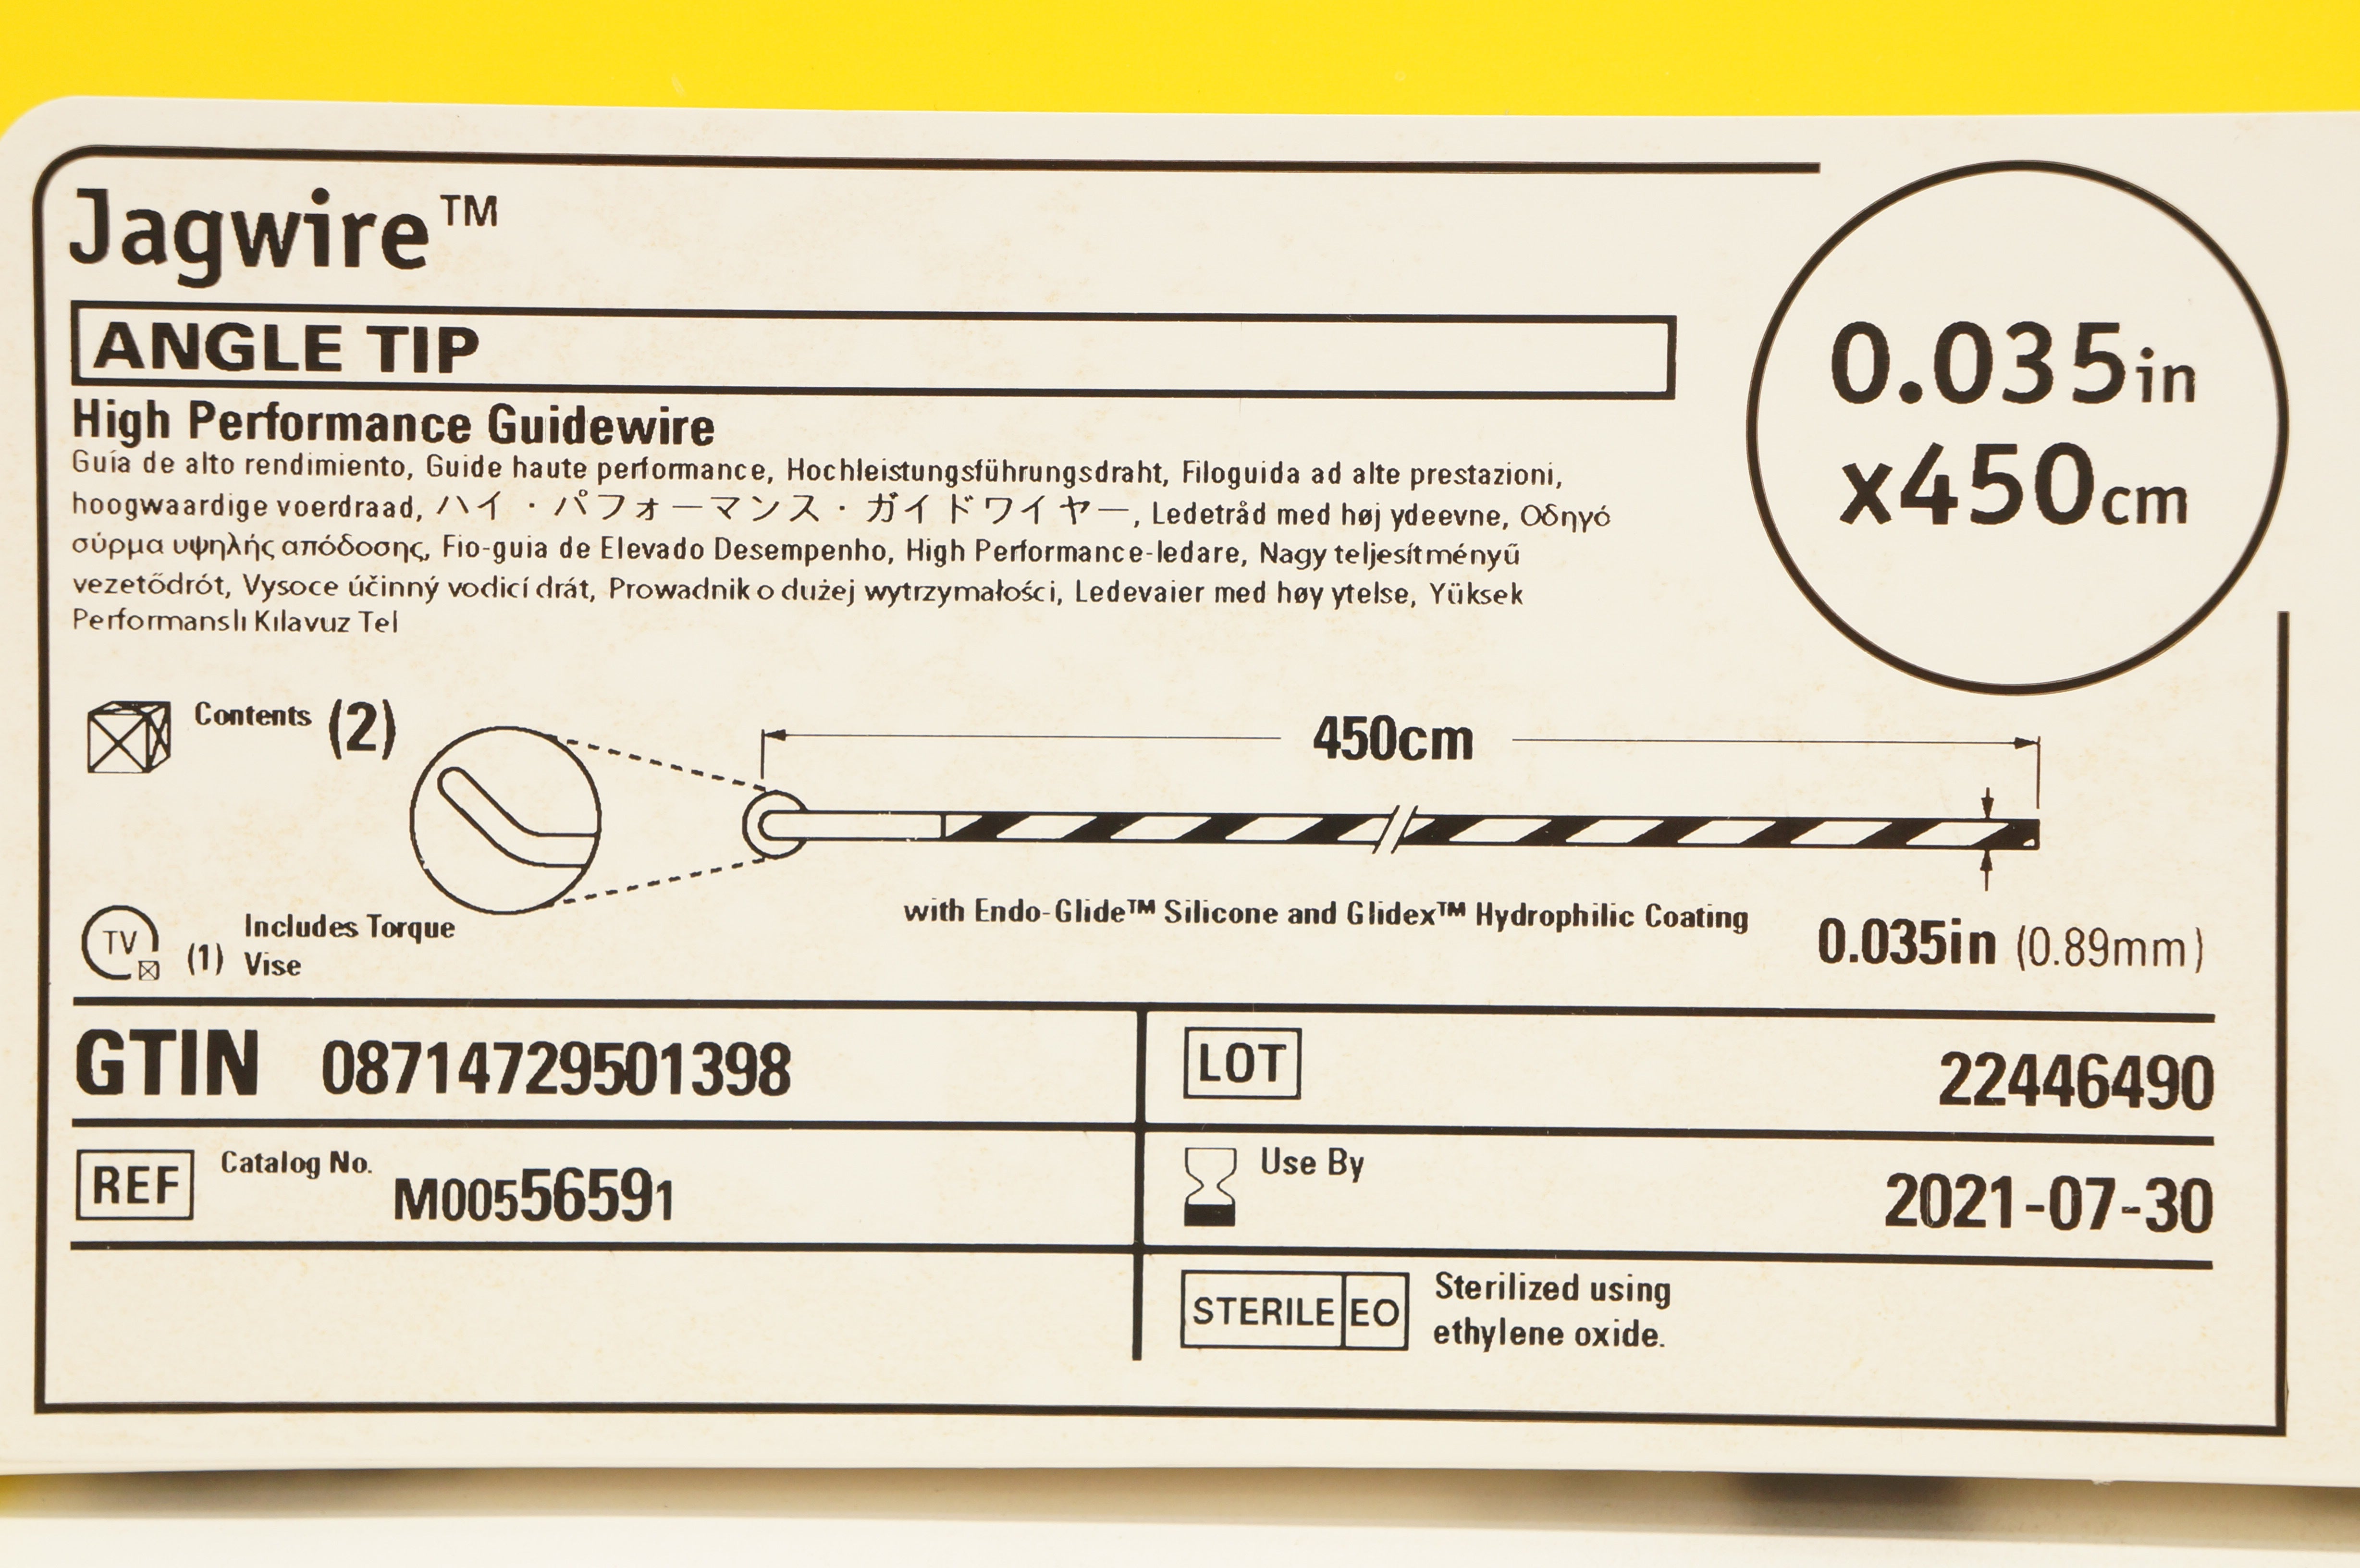 Jagwire™
ANGLE TIP
High Performance Guidewire
Guía de alto rendimiento, Guide haute performance, Hochleistungsführungsdraht, Filoguida ad alte prestazioni,
hoogwaardige voerdraad, ハイ・パフォーマンス・ガイドワイヤー, Ledetråd med høj ydeevne, Οδηγό
σύρμα υψηλής απόδοσης, Fio-guia de Elevado Desempenho, High Performance-ledare, Nagy teljesítményű
vezetődrót, Vysoce účinný vodicí drát, Prowadnik o dużej wytrzymałości, Ledevaier med høy ytelse, Yüksek
Performanslı Kılavuz Tel
0.035in
x450cm
Contents (2)
450cm
with Endo-Glide™ Silicone and Glidex™ Hydrophilic Coating
0.035in (0.89mm)
TV (1) Includes Torque
Vise
GTIN 08714729501398
LOT 22446490
REF Catalog No. M00556591
Use By 2021-07-30
STERILE EO Sterilized using
ethylene oxide.